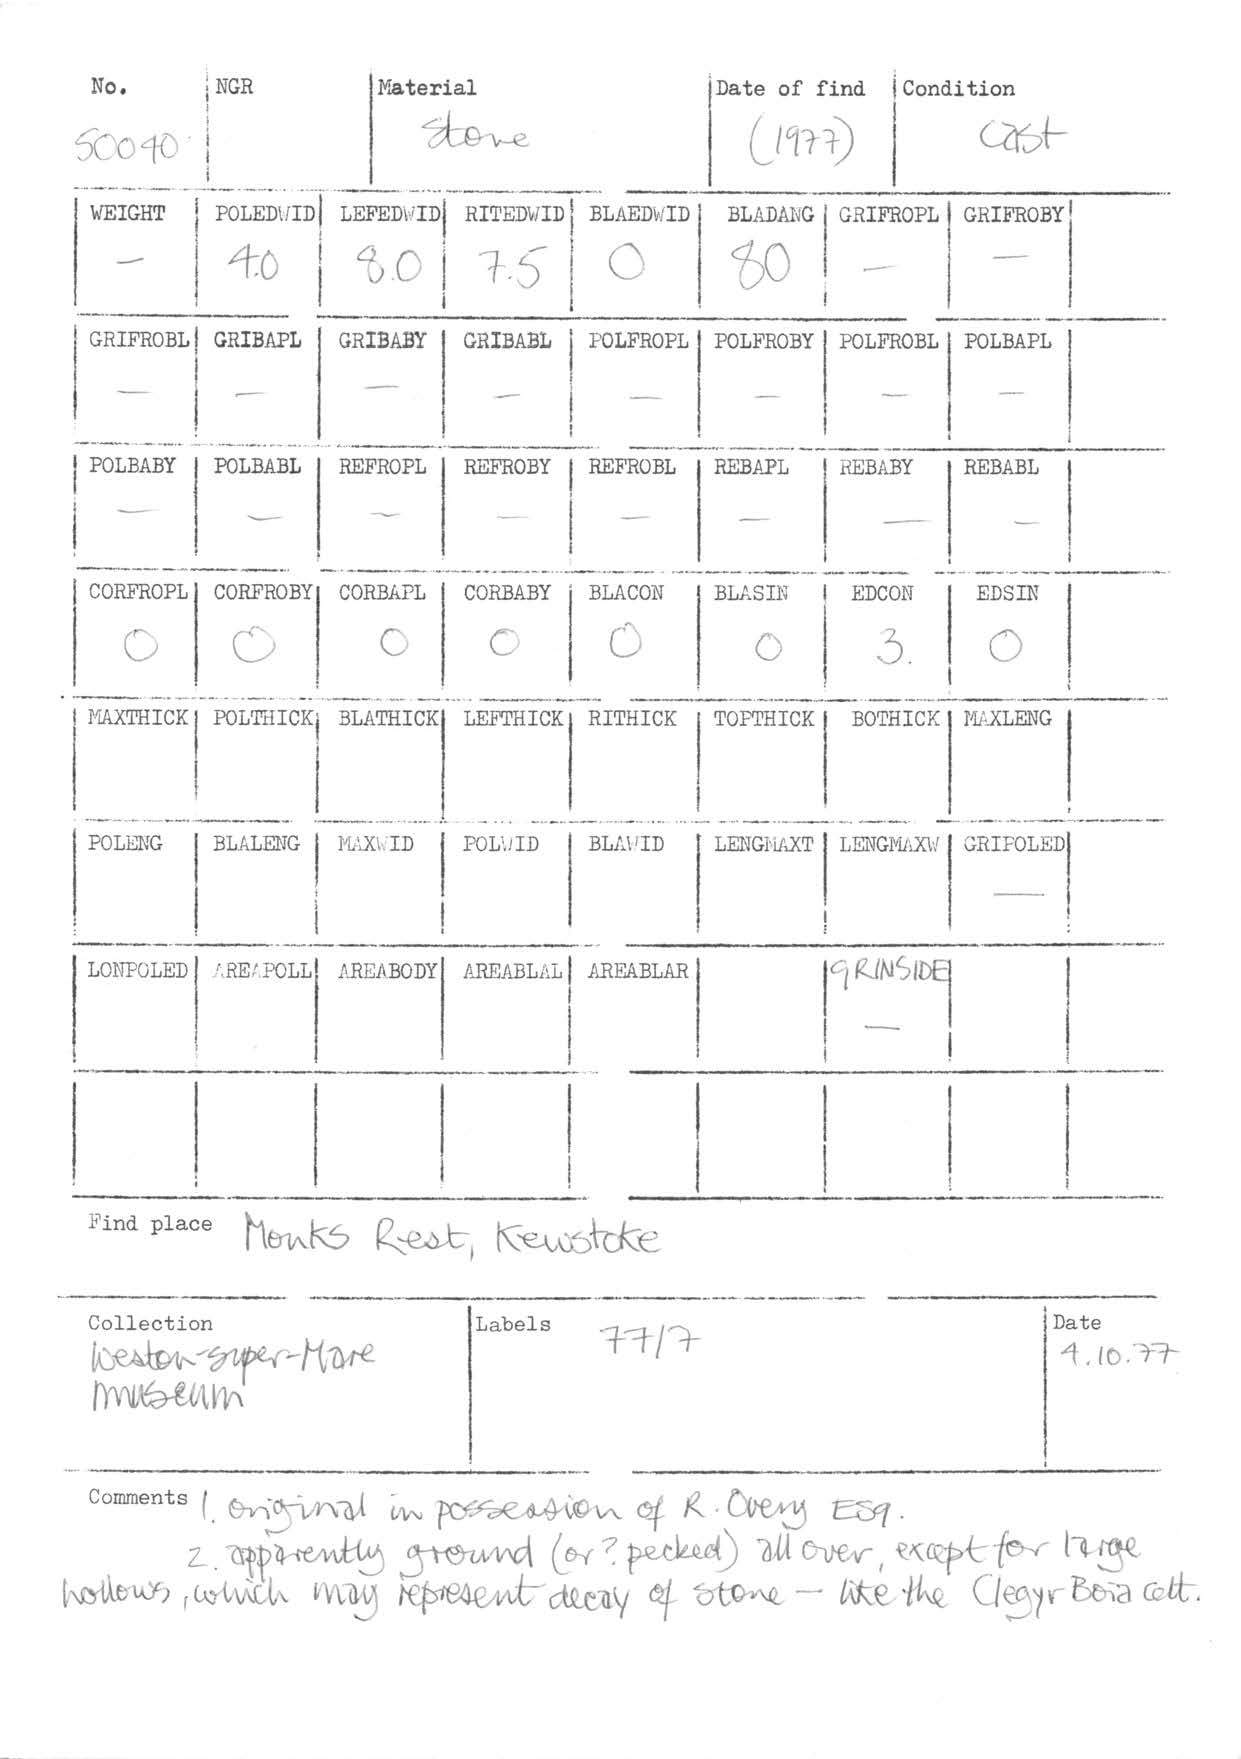 No. NGR Material Date of find Condition
50040 Stone (1977) Cast
WEIGHT POLEDWID LEFEDWID RITEDWID BLAEDWID BLADANG GRIFROPL GRIFROBY
— 4.0 8.0 7.5 0 80 — —
GRIFROBL GRIBAPL GRIBABY GRIBABL POLFROPL POLFROBY POLFROBL POLBAPL
— — — — — — — —
POLBABY POLBABL REFROPL REFROBY REFROBL REBAPL REBABY REBABL
— — — — — — — —
CORFROPL CORFROBY CORBAPL CORBABY BLACON BLASIN EDCON EDSIN
0 0 0 0 0 0 3. 0
MAXTHICK POLTHICK BLATHICK LEFTHICK RITHICK TOPTHICK BOTHICK MAXLENG
POLENG BLALENG MAXWID POLWID BLAWID LENGMAXT LENGMAXW GRIPOLED
—
LONPOLED AREAPOLL AREABODY AREABLAL AREABLAR GRINSIDE
—
Find place Monks Rest, Kewstoke
Collection Labels 77/7 Date
Weston-super-Mare 4.10.77
museum
Comments 1. original in possession of R. Overy Esq.
2. apparently ground (or ? pecked) all over, except for large
hollows, which may represent decay of stone — like the Clegyr Boia celt.